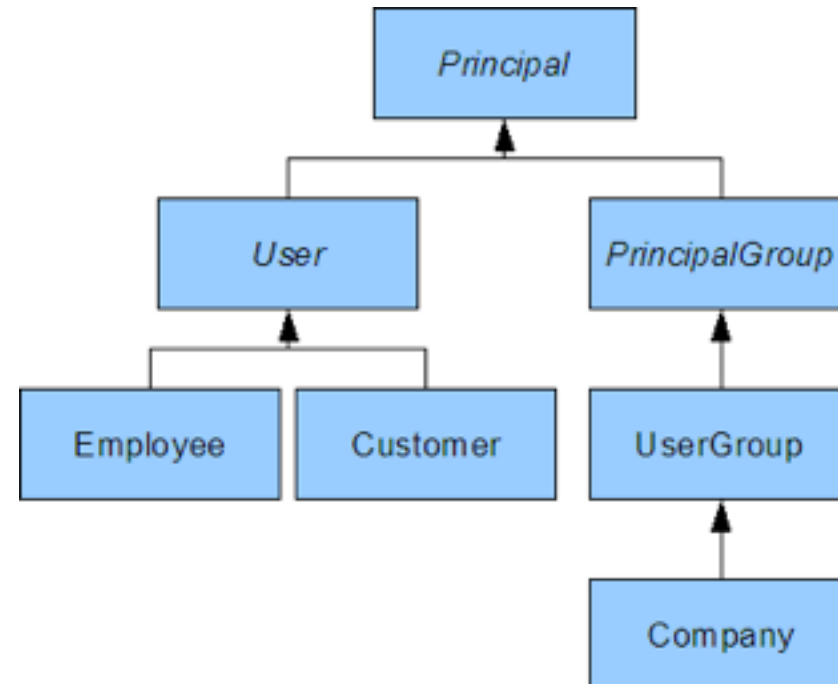 Principal
User
PrincipalGroup
Employee
Customer
UserGroup
Company